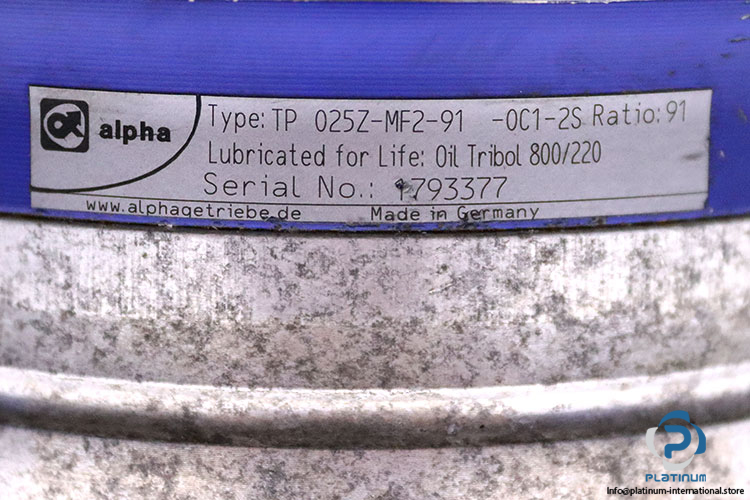 alpha
Type: TP 025Z-MF2-91 -0C1-2S Ratio: 91
Lubricated for Life: Oil Tribol 800/220
Serial No.: 1793377
www.alphagetriebe.de Made in Germany
PLATINUM
Info@platinum-international.store